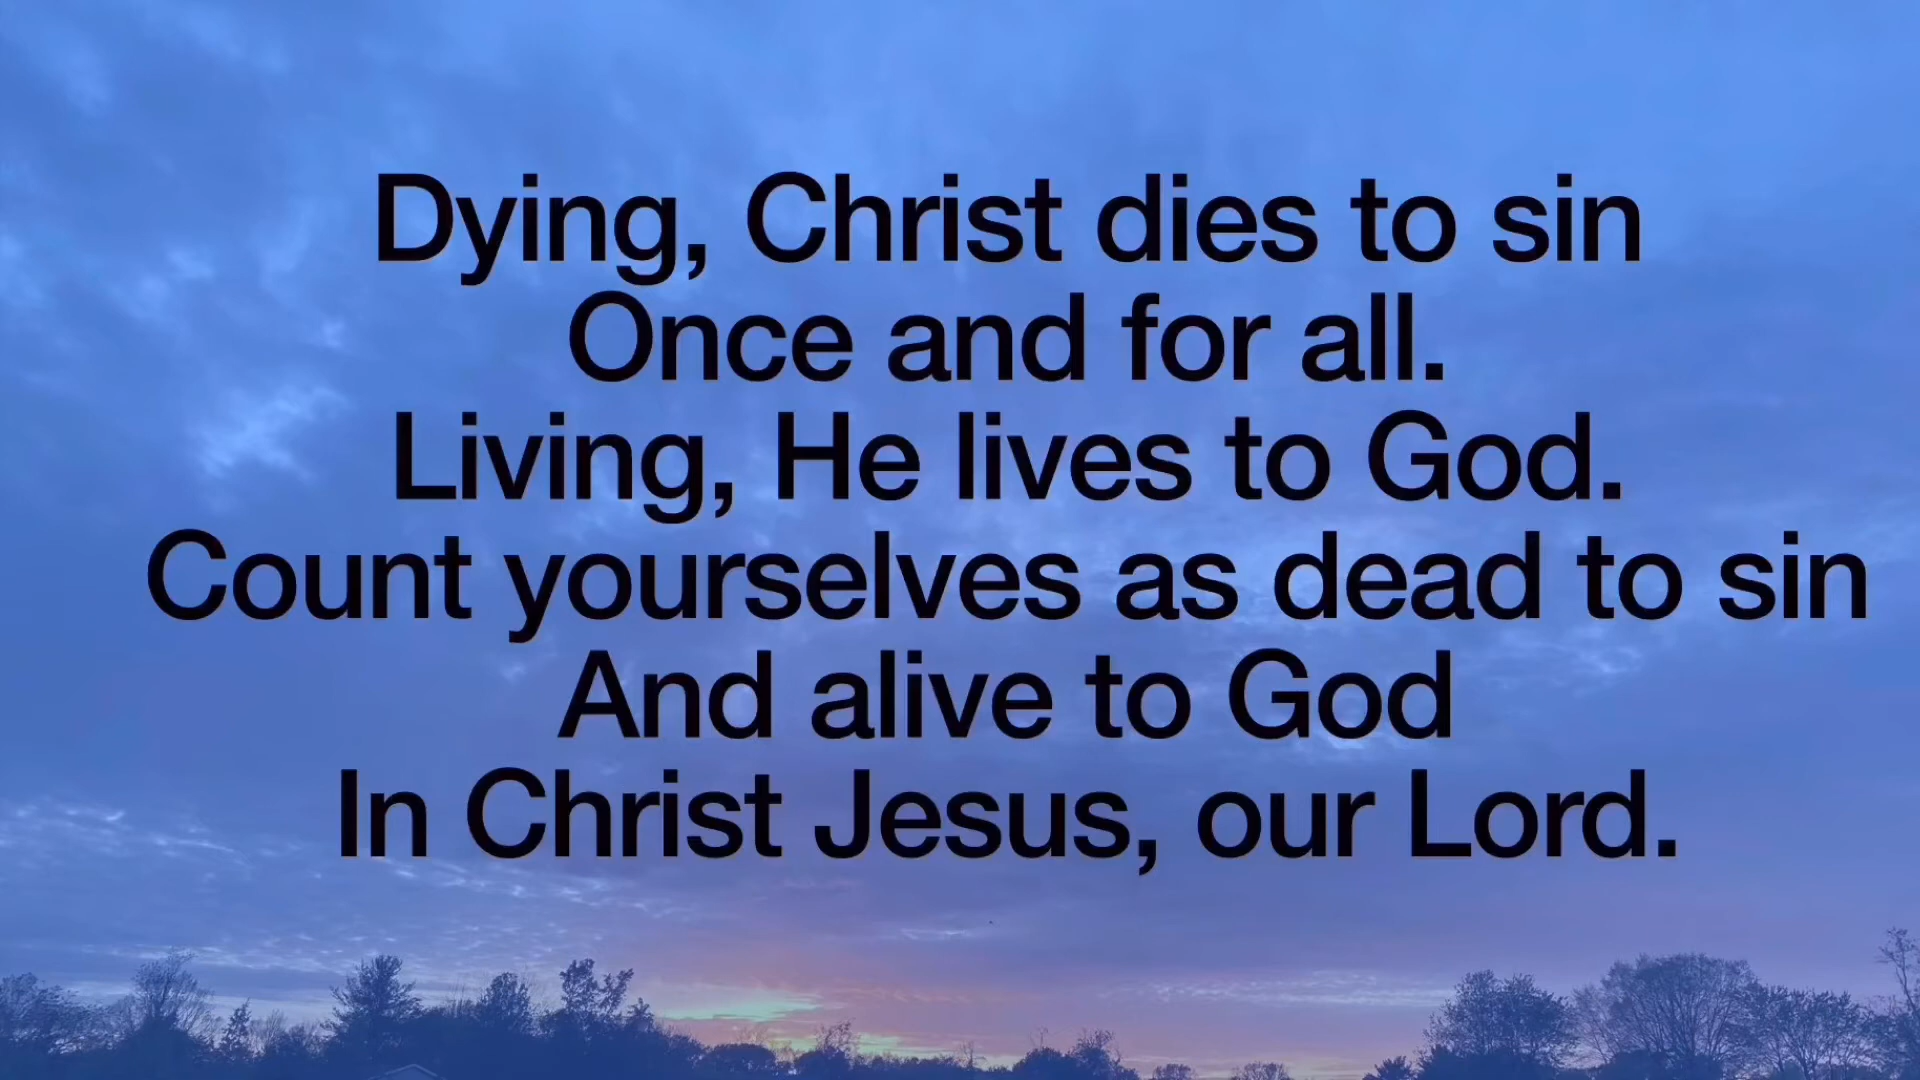 Dying, Christ dies to sin
Once and for all.
Living, He lives to God.
Count yourselves as dead to sin
And alive to God
In Christ Jesus, our Lord.